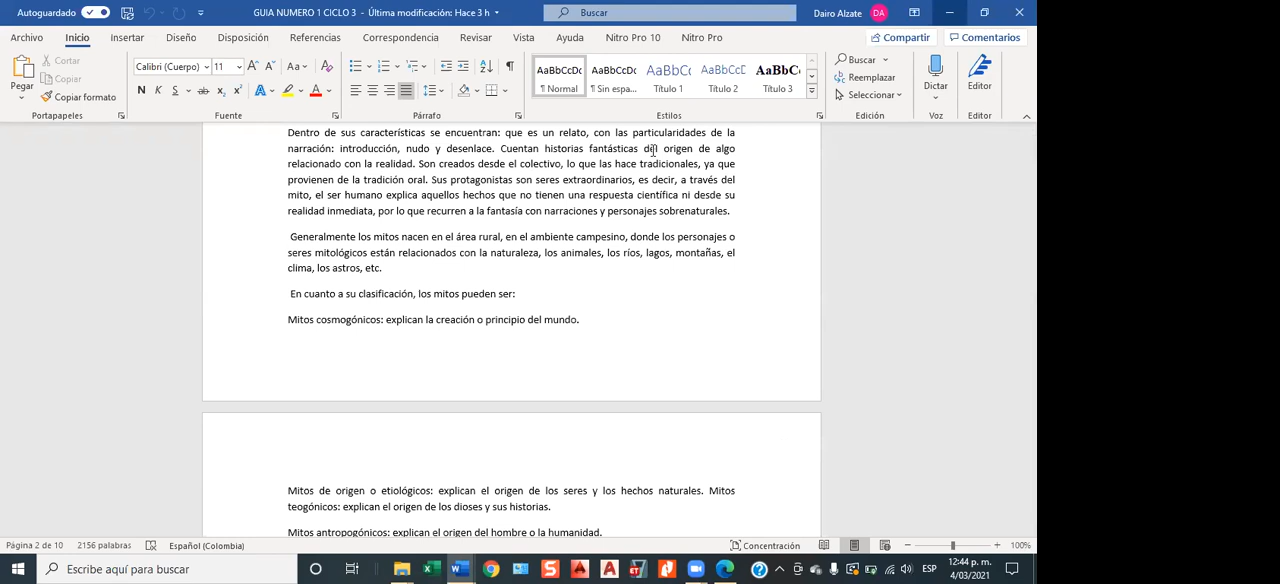 Autoguardado
GUIA NUMERO 1 CICLO 3 - Última modificación: Hace 3 h
Buscar
Dairo Alzate
DA
Archivo Inicio Insertar Diseño Disposición Referencias Correspondencia Revisar Vista Ayuda Nitro Pro 10 Nitro Pro
Compartir
Comentarios
Pegar
Cortar
Copiar
Copiar formato
Portapapeles
Calibri (Cuerpo) 11
Aa
N K S ab x₂ x²
Fuente
Párrafo
AaBbCcDc AaBbCcDc AaBbCc AaBbCcD AaBbCc
¶ Normal ¶ Sin espa... Título 1 Título 2 Título 3
Estilos
Buscar
Reemplazar
Seleccionar
Edición
Dictar
Voz
Editor
Editor
Dentro de sus características se encuentran: que es un relato, con las particularidades de la
narración: introducción, nudo y desenlace. Cuentan historias fantásticas del origen de algo
relacionado con la realidad. Son creados desde el colectivo, lo que las hace tradicionales, ya que
provienen de la tradición oral. Sus protagonistas son seres extraordinarios, es decir, a través del
mito, el ser humano explica aquellos hechos que no tienen una respuesta científica ni desde su
realidad inmediata, por lo que recurren a la fantasía con narraciones y personajes sobrenaturales.
Generalmente los mitos nacen en el área rural, en el ambiente campesino, donde los personajes o
seres mitológicos están relacionados con la naturaleza, los animales, los ríos, lagos, montañas, el
clima, los astros, etc.
En cuanto a su clasificación, los mitos pueden ser:
Mitos cosmogónicos: explican la creación o principio del mundo.
Mitos de origen o etiológicos: explican el origen de los seres y los hechos naturales. Mitos
teogónicos: explican el origen de los dioses y sus historias.
Mitos antropogónicos: explican el origen del hombre o la humanidad.
Página 2 de 10 2156 palabras Español (Colombia)
Concentración
100%
Escribe aquí para buscar
ESP
12:44 p. m.
4/03/2021